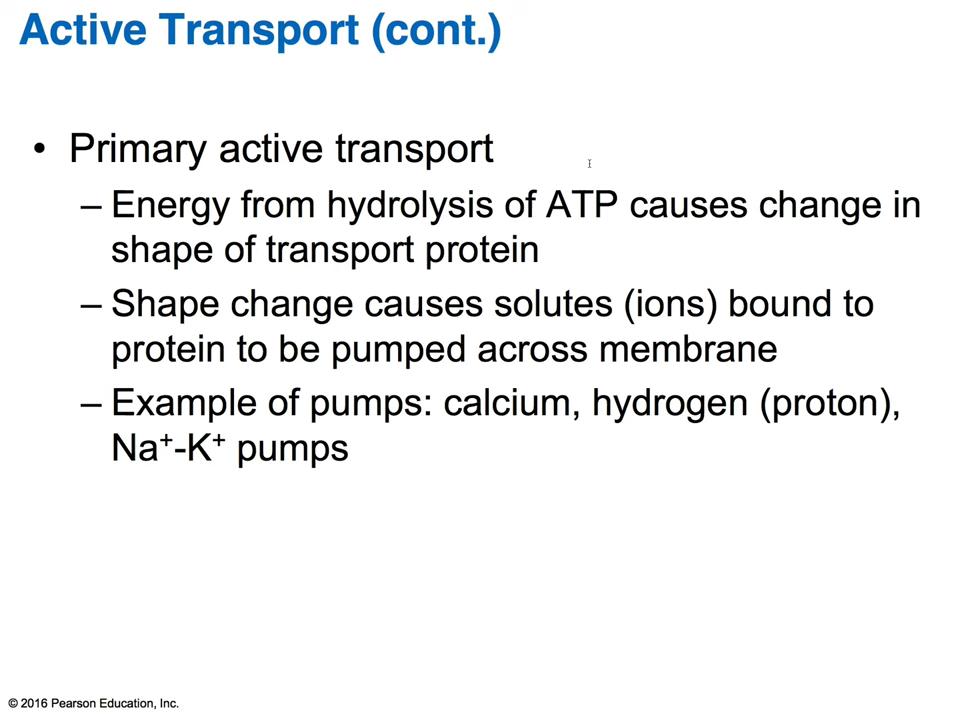 Active Transport (cont.)
• Primary active transport
– Energy from hydrolysis of ATP causes change in
shape of transport protein
– Shape change causes solutes (ions) bound to
protein to be pumped across membrane
– Example of pumps: calcium, hydrogen (proton),
Na⁺-K⁺ pumps
© 2016 Pearson Education, Inc.